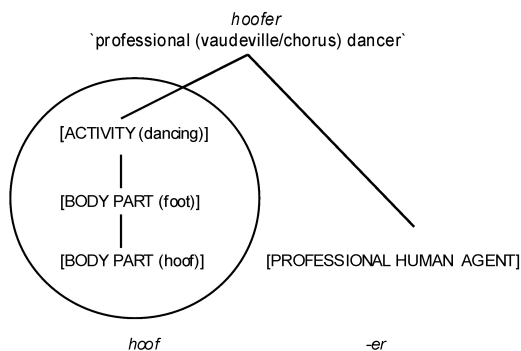 hoofer
`professional (vaudeville/chorus) dancer`
[ACTIVITY (dancing)]
[BODY PART (foot)]
[BODY PART (hoof)] [PROFESSIONAL HUMAN AGENT]
hoof -er